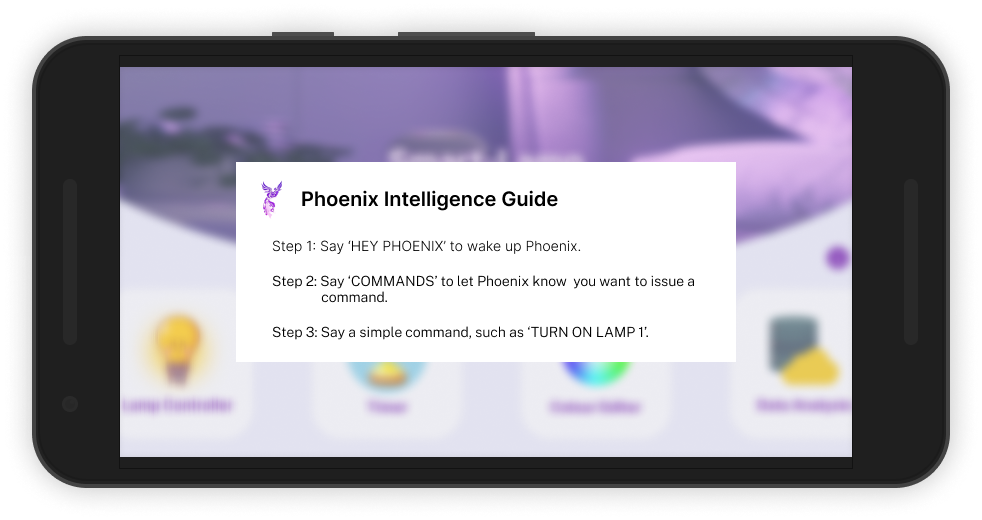 Phoenix Intelligence Guide
Step 1: Say ‘HEY PHOENIX’ to wake up Phoenix.
Step 2: Say ‘COMMANDS’ to let Phoenix know you want to issue a
command.
Step 3: Say a simple command, such as ‘TURN ON LAMP 1’.
Lamp Controller
Timer
Colour Editor
Data Analysis